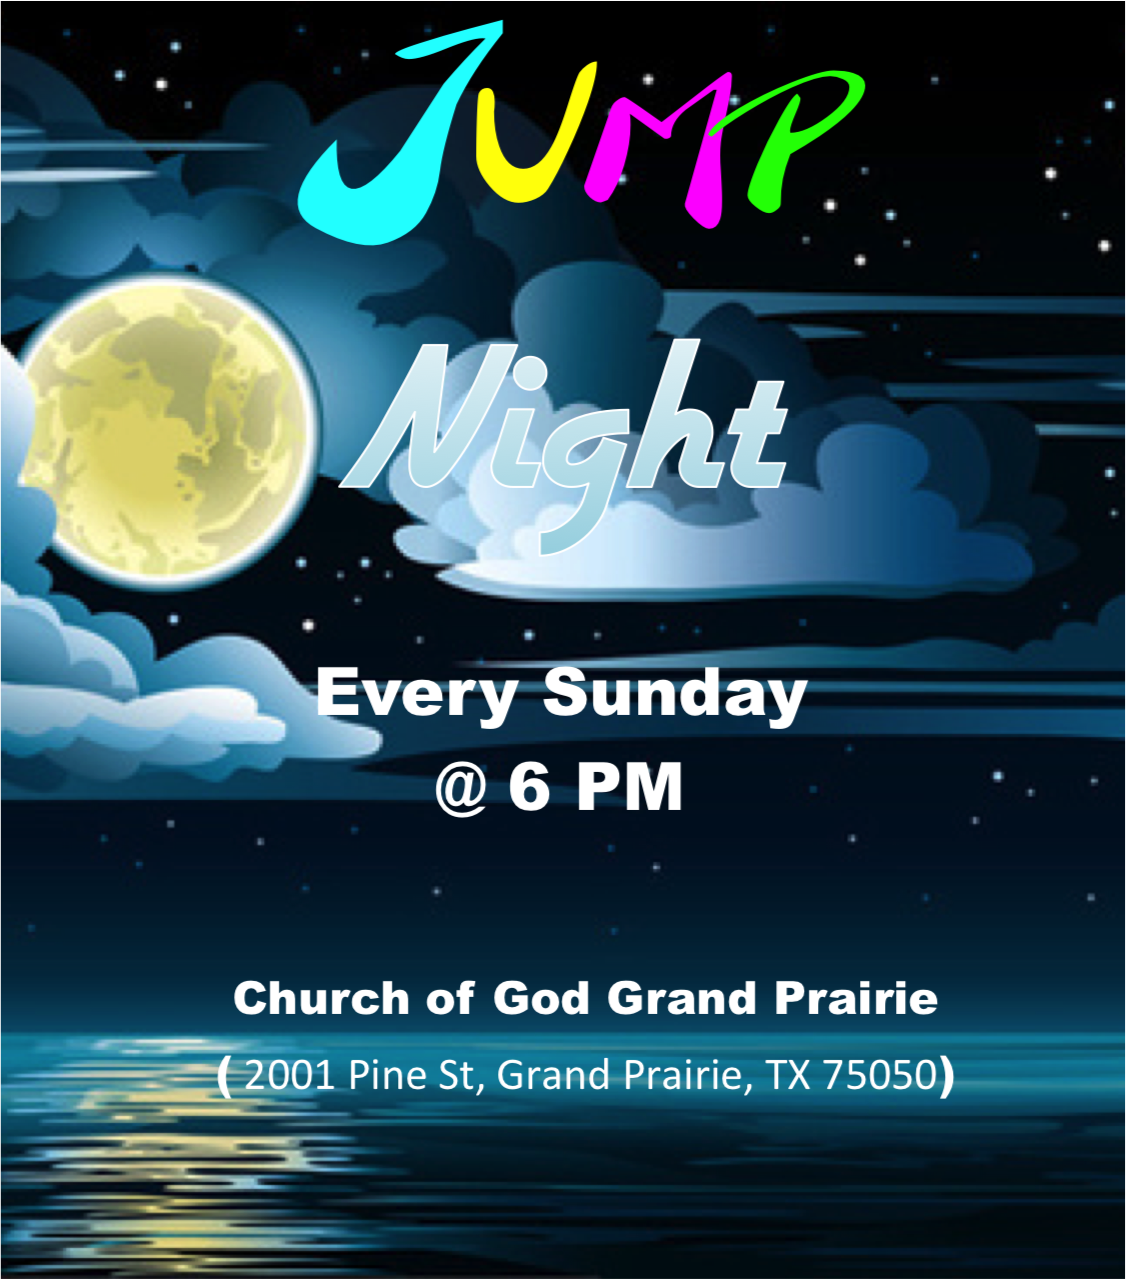 JUMP
Night
Every Sunday
@ 6 PM
Church of God Grand Prairie
( 2001 Pine St, Grand Prairie, TX 75050)